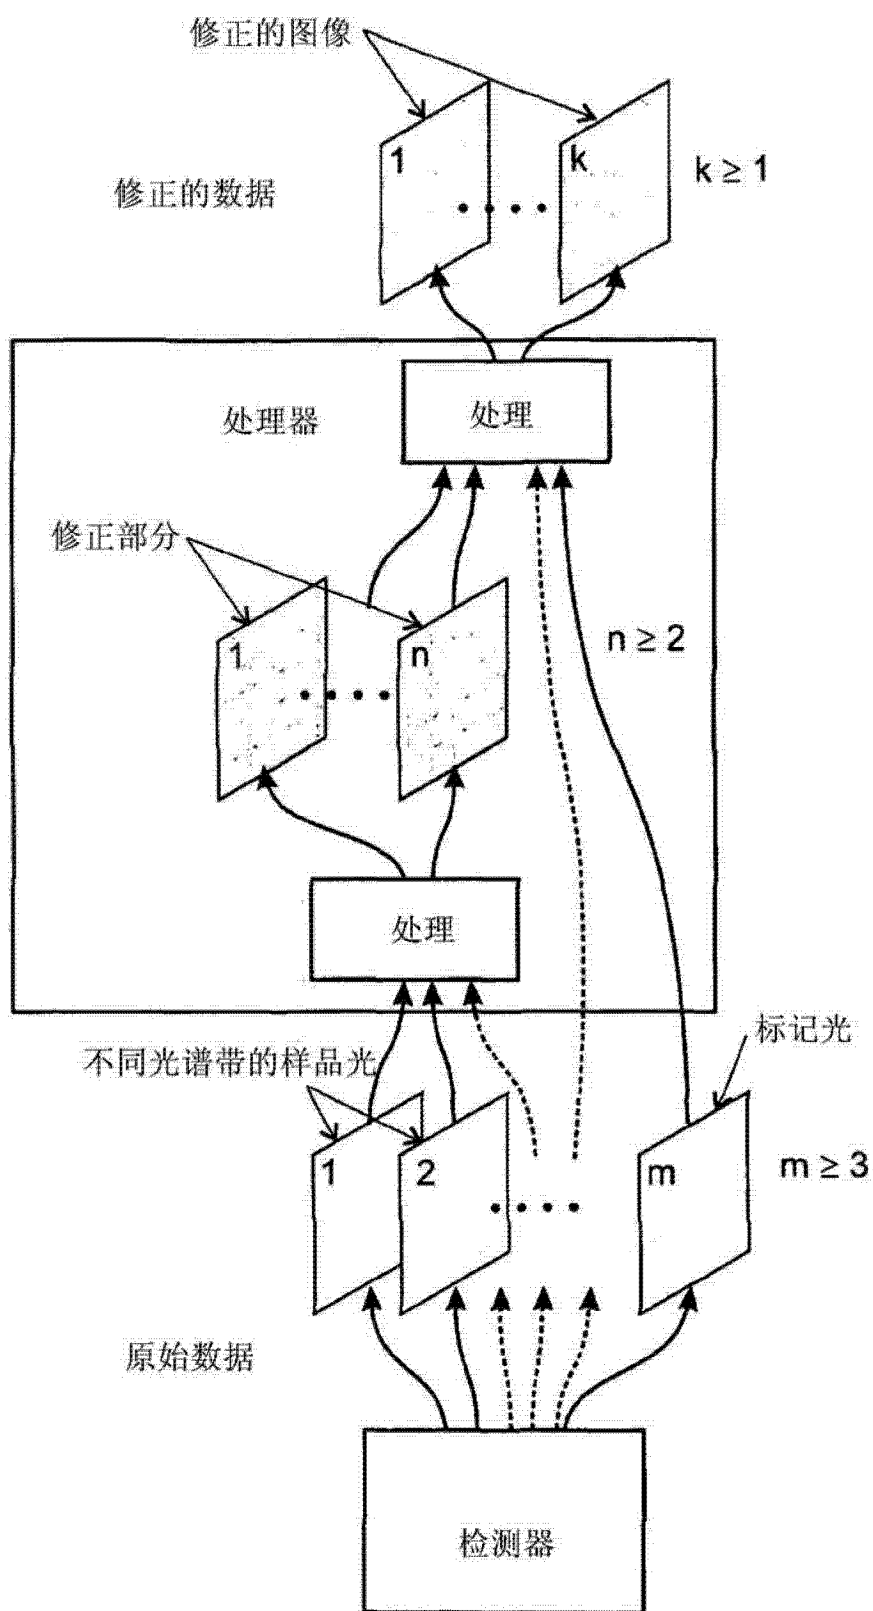 修正的图像
1
k
k ≥ 1
修正的数据
处理器
处理
修正部分
1
n
n ≥ 2
处理
标记光
不同光谱带的样品光
1
2
m
m ≥ 3
原始数据
检测器